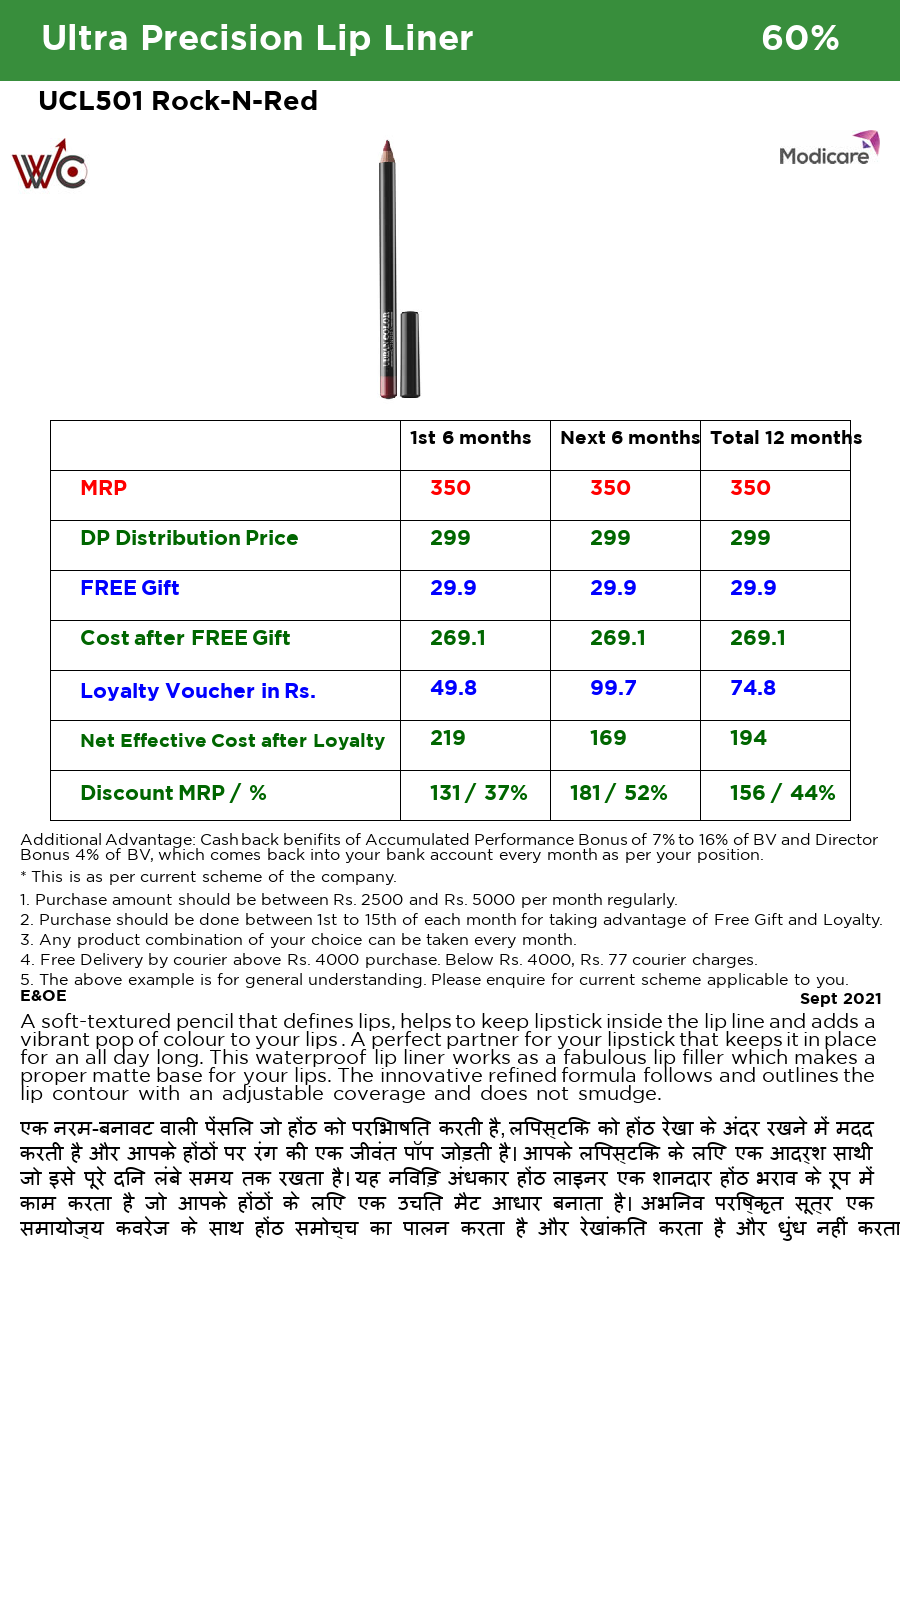 Ultra Precision Lip Liner 60%
UCL501 Rock-N-Red
WC
Modicare
URBAN COLOR
1st 6 months Next 6 months Total 12 months
MRP 350 350 350
DP Distribution Price 299 299 299
FREE Gift 29.9 29.9 29.9
Cost after FREE Gift 269.1 269.1 269.1
Loyalty Voucher in Rs. 49.8 99.7 74.8
Net Effective Cost after Loyalty 219 169 194
Discount MRP / % 131 / 37% 181 / 52% 156 / 44%
Additional Advantage: Cashback benifits of Accumulated Performance Bonus of 7% to 16% of BV and Director
Bonus 4% of BV, which comes back into your bank account every month as per your position.
* This is as per current scheme of the company.
1. Purchase amount should be between Rs. 2500 and Rs. 5000 per month regularly.
2. Purchase should be done between 1st to 15th of each month for taking advantage of Free Gift and Loyalty.
3. Any product combination of your choice can be taken every month.
4. Free Delivery by courier above Rs. 4000 purchase. Below Rs. 4000, Rs. 77 courier charges.
5. The above example is for general understanding. Please enquire for current scheme applicable to you.
E&OE
Sept 2021
A soft-textured pencil that defines lips, helps to keep lipstick inside the lip line and adds a
vibrant pop of colour to your lips . A perfect partner for your lipstick that keeps it in place
for an all day long. This waterproof lip liner works as a fabulous lip filler which makes a
proper matte base for your lips. The innovative refined formula follows and outlines the
lip contour with an adjustable coverage and does not smudge.
एक नरम-बनावट वाली पेंसिल जो होंठ को परिभाषित करती है, लिपिस्टिक को होंठ रेखा के अंदर रखने में मदद
करती है और आपके होंठों पर रंग की एक जीवंत पॉप जोड़ती है। आपके लिपिस्टिक के लिए एक आदर्श साथी
जो इसे पूरे दिन लंबे समय तक रखता है। यह निविड़ अंधकार होंठ लाइनर एक शानदार होंठ भराव के रूप में
काम करता है जो आपके होंठों के लिए एक उचित मैट आधार बनाता है। अभिनव परिष्कृत सूत्र एक
समायोज्य कवरेज के साथ होंठ समोच्च का पालन करता है और रेखांकित करता है और धुंध नहीं करता